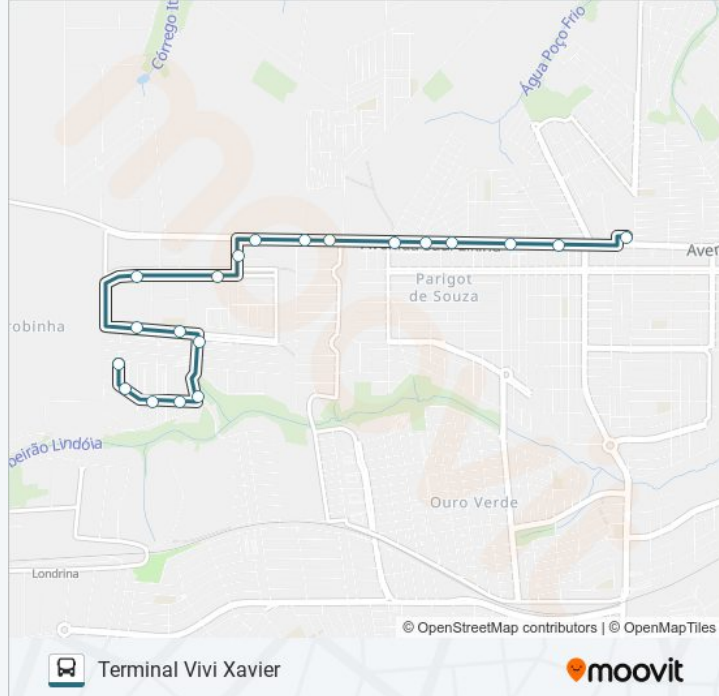 Córrego It
Água Poço Frio
Aven
Parigot
de Souza
robinha
beirão Lindóia
Ouro Verde
Londrina
© OpenStreetMap contributors | © OpenMapTiles
Terminal Vivi Xavier
moovit